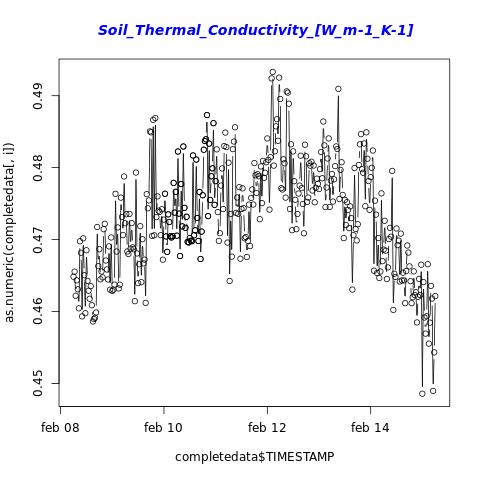 Soil_Thermal_Conductivity_[W_m-1_K-1]
as.numeric(completedata[, i])
0.49
0.48
0.47
0.46
0.45
feb 08
feb 10
feb 12
feb 14
completedata$TIMESTAMP